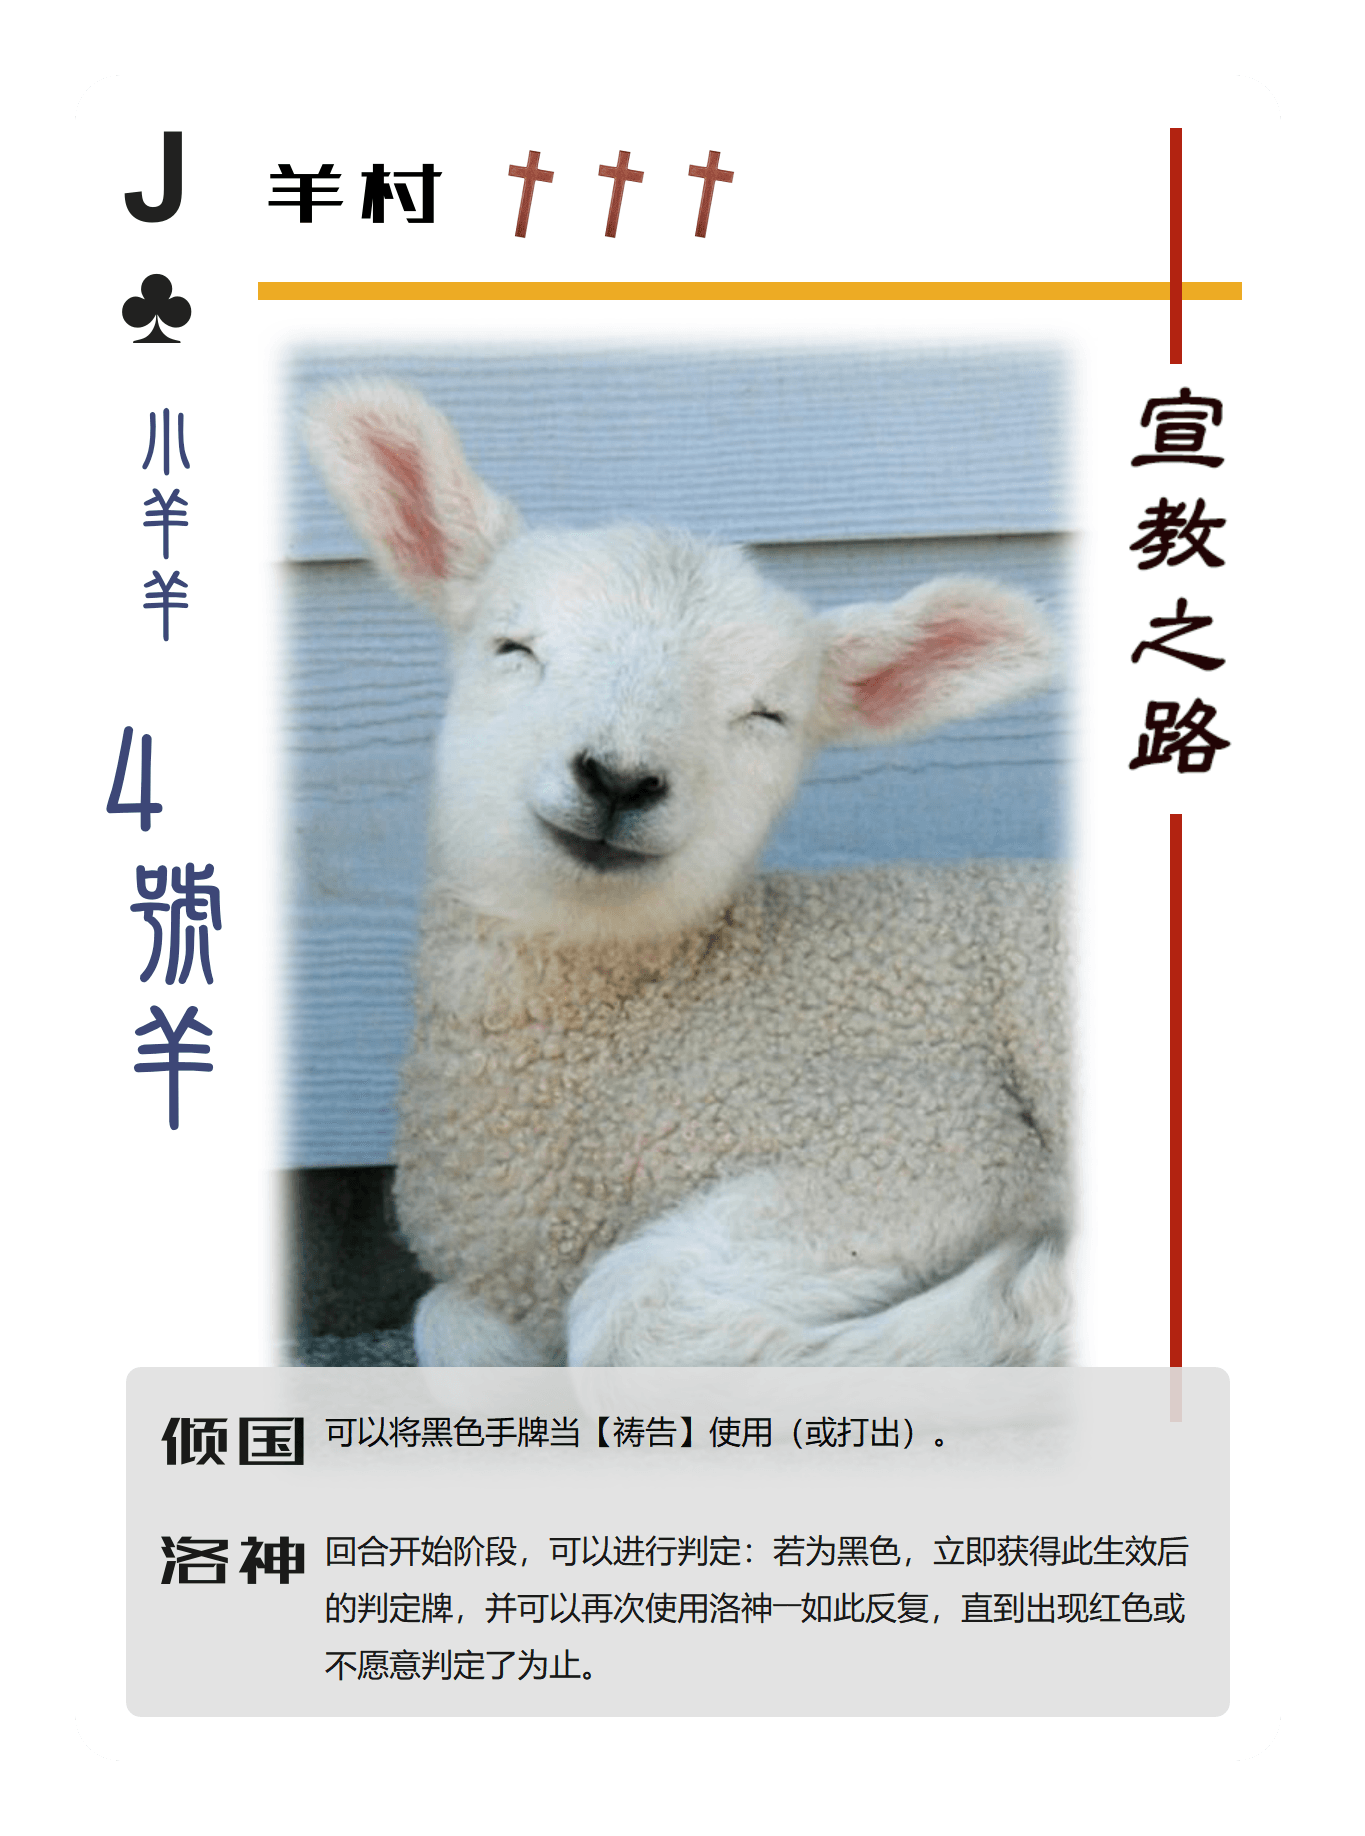 J
羊村
小羊羊
4號羊
宣教之路
倾国 可以将黑色手牌当【祷告】使用（或打出）。
洛神 回合开始阶段，可以进行判定：若为黑色，立即获得此生效后
的判定牌，并可以再次使用洛神—如此反复，直到出现红色或
不愿意判定了为止。